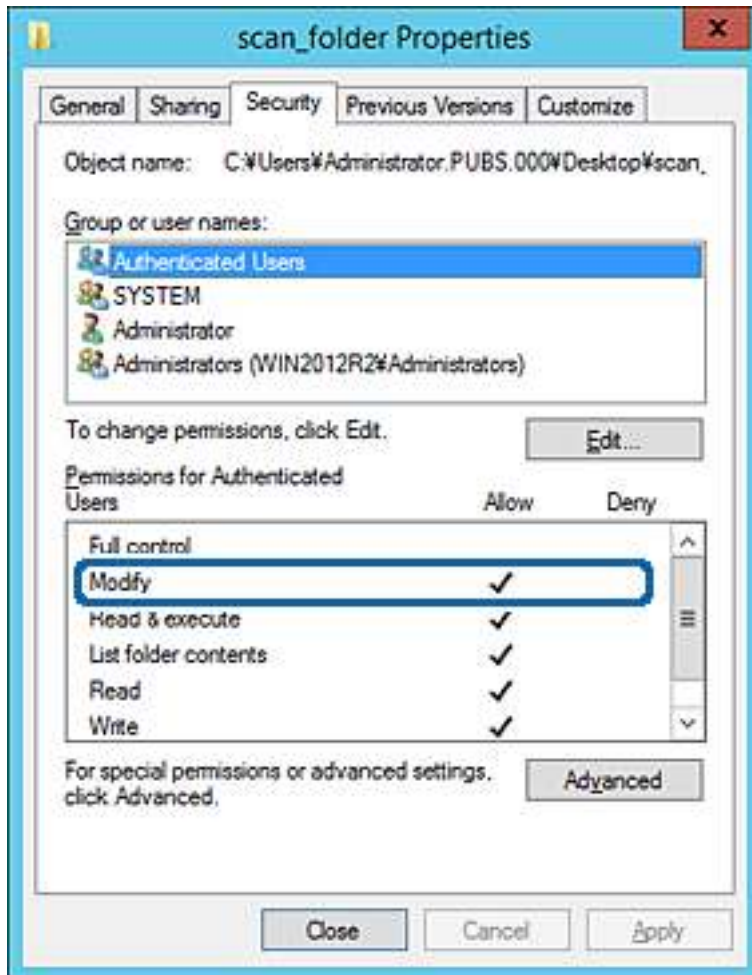 scan_folder Properties
x
General Sharing Security Previous Versions Customize
Object name: C:¥Users¥Administrator.PUBS.000¥Desktop¥scan_
Group or user names:
Authenticated Users
SYSTEM
Administrator
Administrators (WIN2012R2¥Administrators)
To change permissions, click Edit.
Edit...
Permissions for Authenticated
Users Allow Deny
Full control
Modify
Read & execute
List folder contents
Read
Write
For special permissions or advanced settings,
click Advanced.
Advanced
Close Cancel Apply